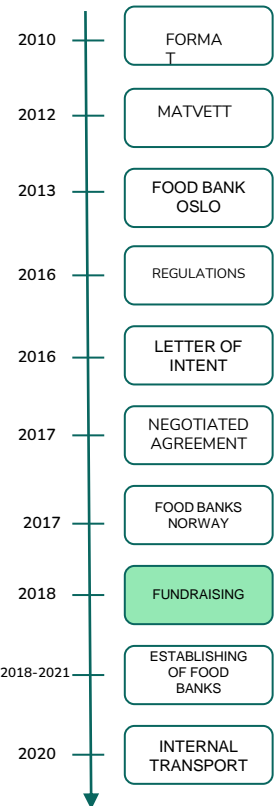 2010
FORMA
T
2012
MATVETT
2013
FOOD BANK
OSLO
2016
REGULATIONS
2016
LETTER OF
INTENT
2017
NEGOTIATED
AGREEMENT
2017
FOOD BANKS
NORWAY
2018
FUNDRAISING
2018-2021
ESTABLISHING
OF FOOD
BANKS
2020
INTERNAL
TRANSPORT